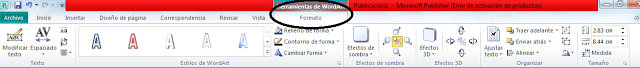 Herramientas de WordArt Publicación1 - Microsoft Publisher [Error de activación de productos]
Archivo Inicio Insertar Diseño de página Correspondencia Revisar Vista Formato
Relleno de forma Traer adelante 2.83 cm
Contorno de forma Enviar atrás 8.44 cm
Modificar texto Espaciado Cambiar forma Efectos de sombra Efectos 3D Ajustar texto Alinear Medida
Texto Estilos de WordArt Efectos de sombra Efectos 3D Organizar Tamaño